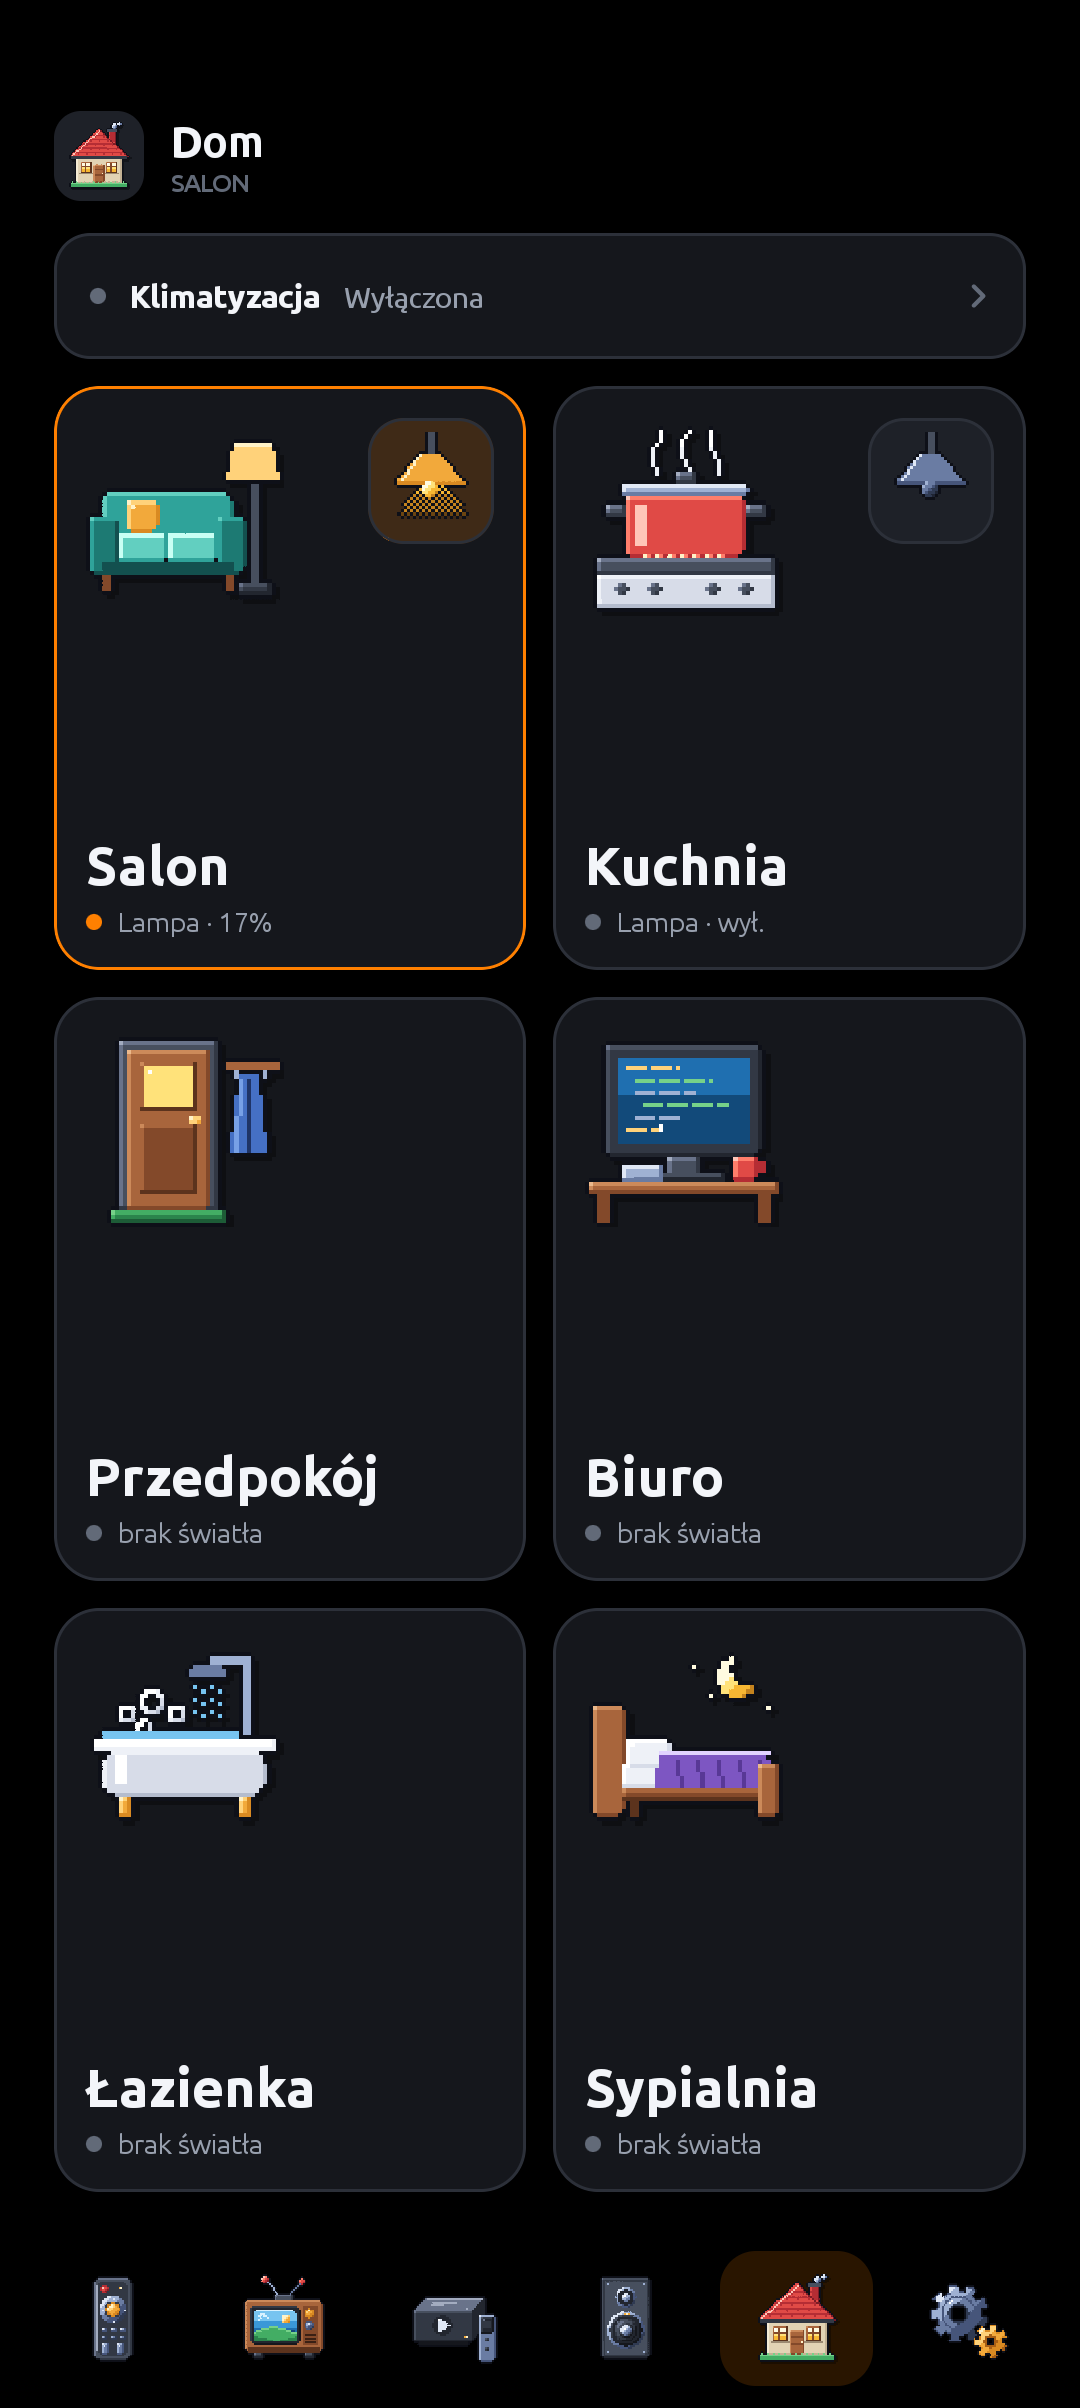 Dom
SALON
Klimatyzacja Wyłączona
Salon
Lampa · 17%
Kuchnia
Lampa · wył.
Przedpokój
brak światła
Biuro
brak światła
Łazienka
brak światła
Sypialnia
brak światła